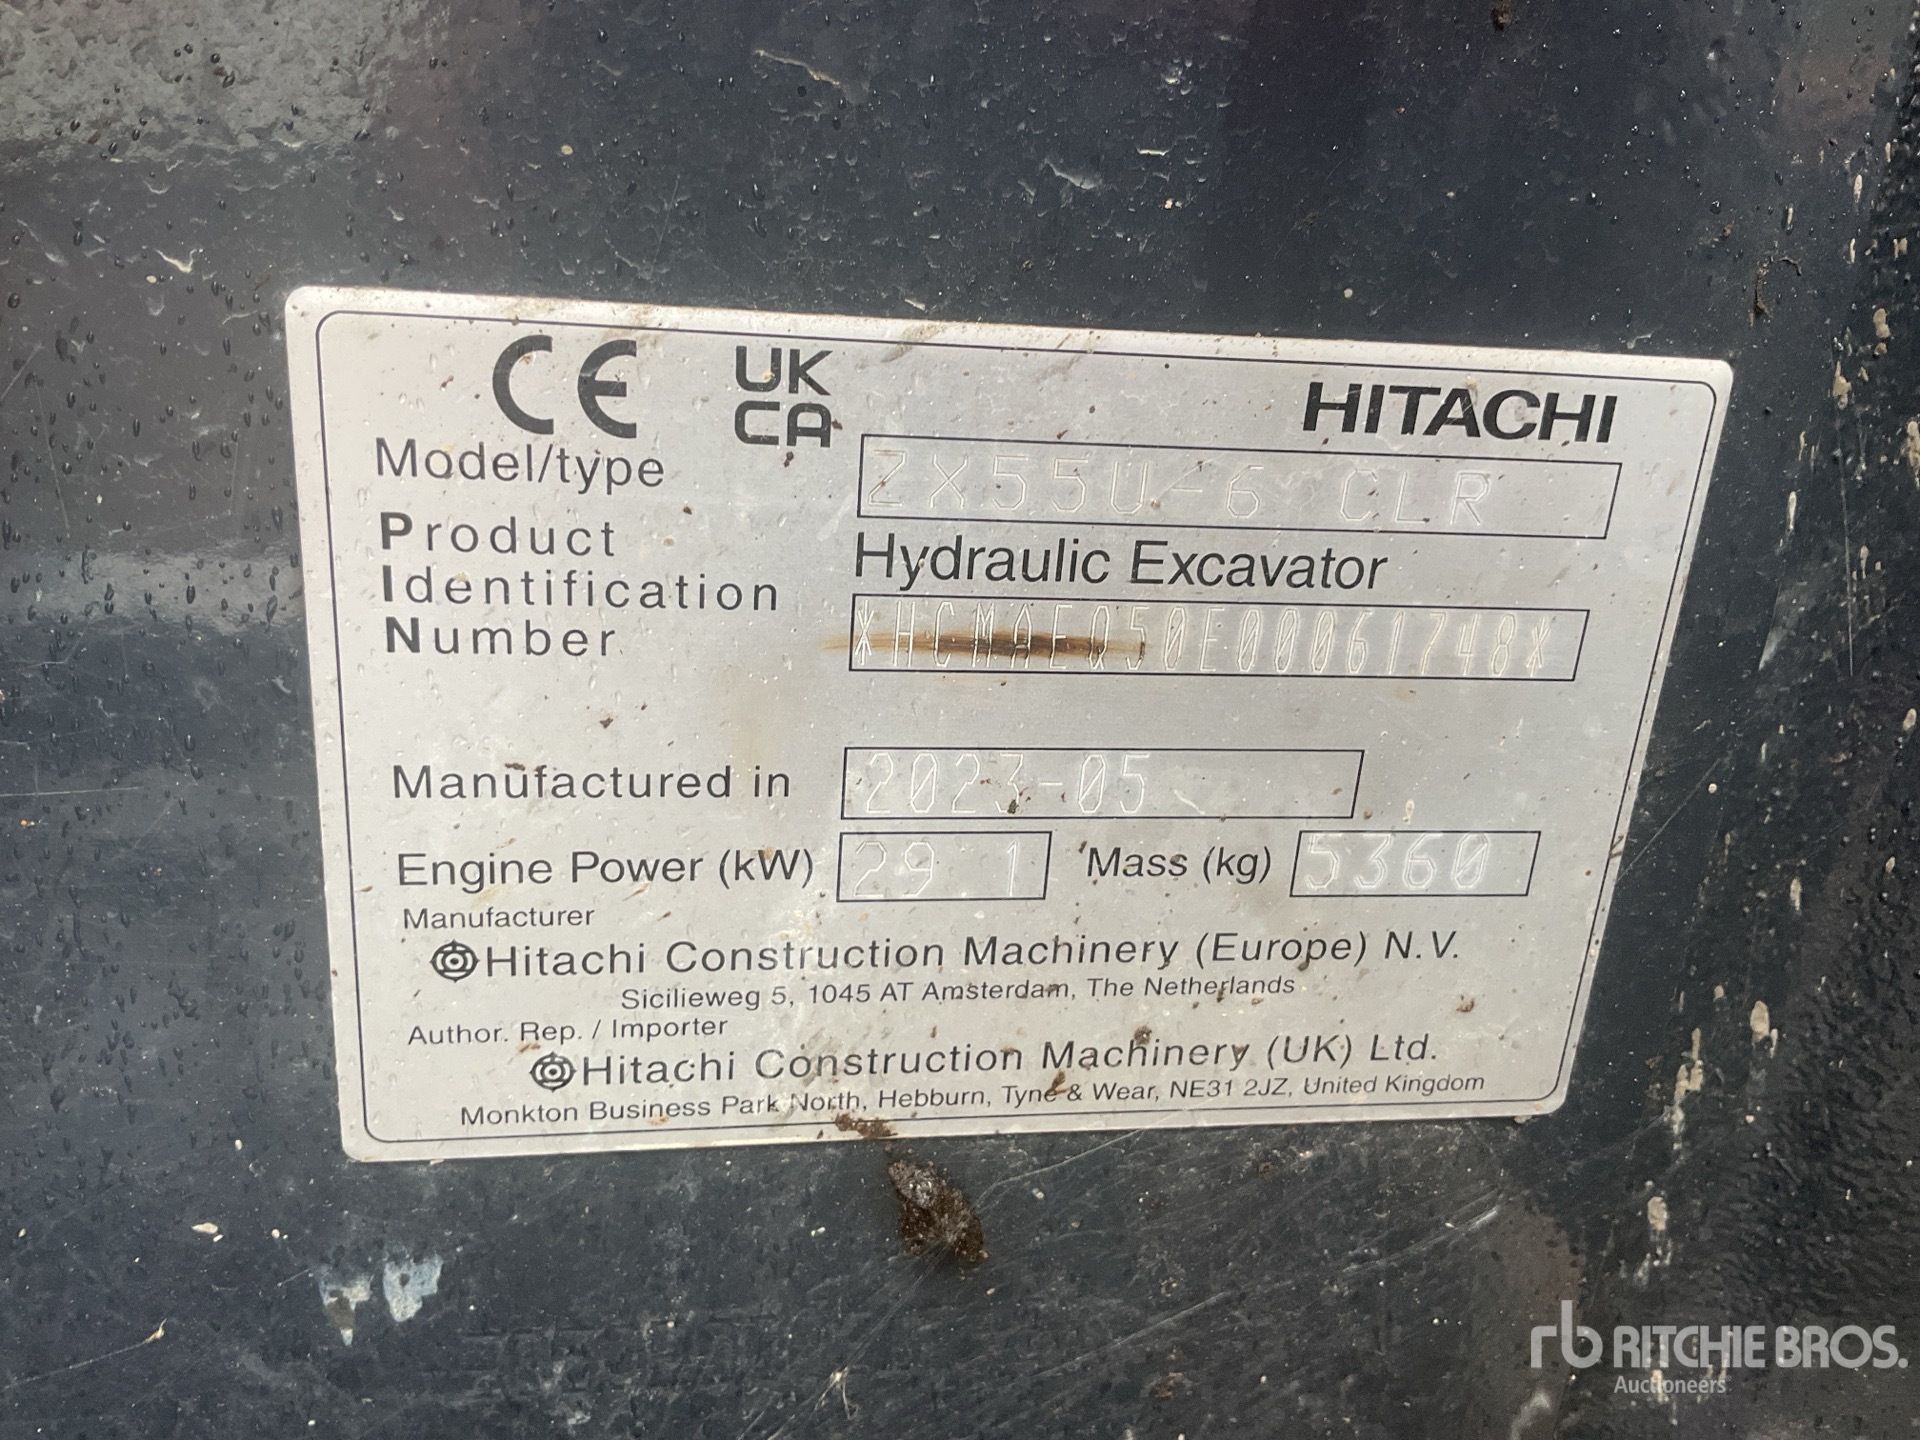 CE UK CA HITACHI
Model/type ZX55U-6 CLR
Product Hydraulic Excavator
Identification
Number *HCMAEQ50E00061748*
Manufactured in 2023-05
Engine Power (kW) 29 1 Mass (kg) 5360
Manufacturer
Hitachi Construction Machinery (Europe) N.V.
Sicilieweg 5, 1045 AT Amsterdam, The Netherlands
Author. Rep. / Importer
Hitachi Construction Machinery (UK) Ltd.
Monkton Business Park North, Hebburn, Tyne & Wear, NE31 2JZ, United Kingdom
rb RITCHIE BROS.
Auctioneers